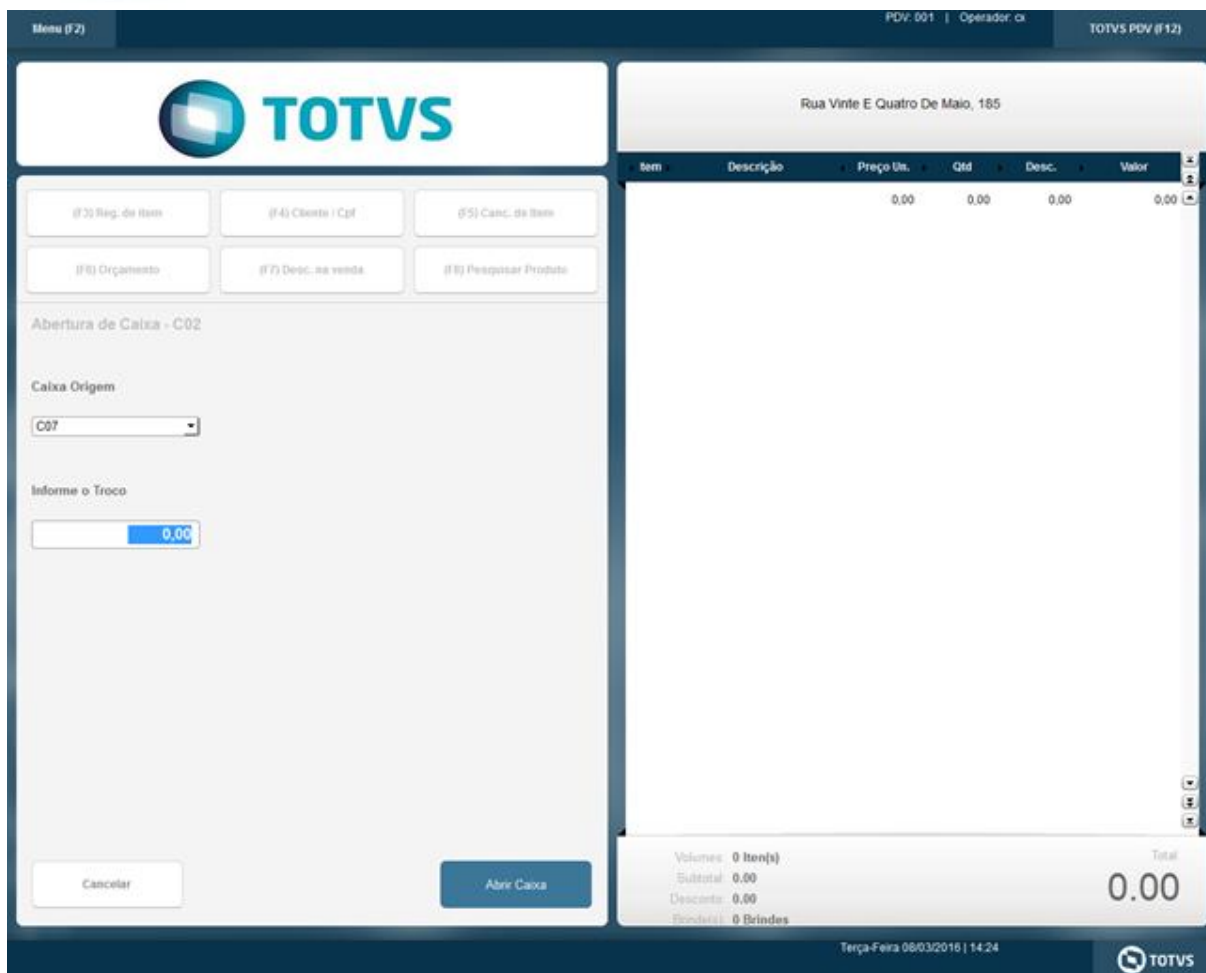 Menu (F2)
PDV: 001 | Operador: cx
TOTVS PDV (F12)
TOTVS
Rua Vinte E Quatro De Maio, 185
Item Descrição Preço Un. Qtd Desc. Valor
0,00 0,00 0,00 0,00
(F3) Reg. de Item (F4) Cliente / Cpf (F5) Canc. de Item
(F6) Orçamento (F7) Desc. na venda (F8) Pesquisar Produto
Abertura de Caixa - C02
Caixa Origem
C07
Informe o Troco
0,00
Cancelar
Abrir Caixa
Volumes: 0 Iten(s)
Subtotal: 0.00
Desconto: 0.00
Brinde(s): 0 Brindes
Total
0.00
Terça-Feira 08/03/2016 | 14:24
TOTVS